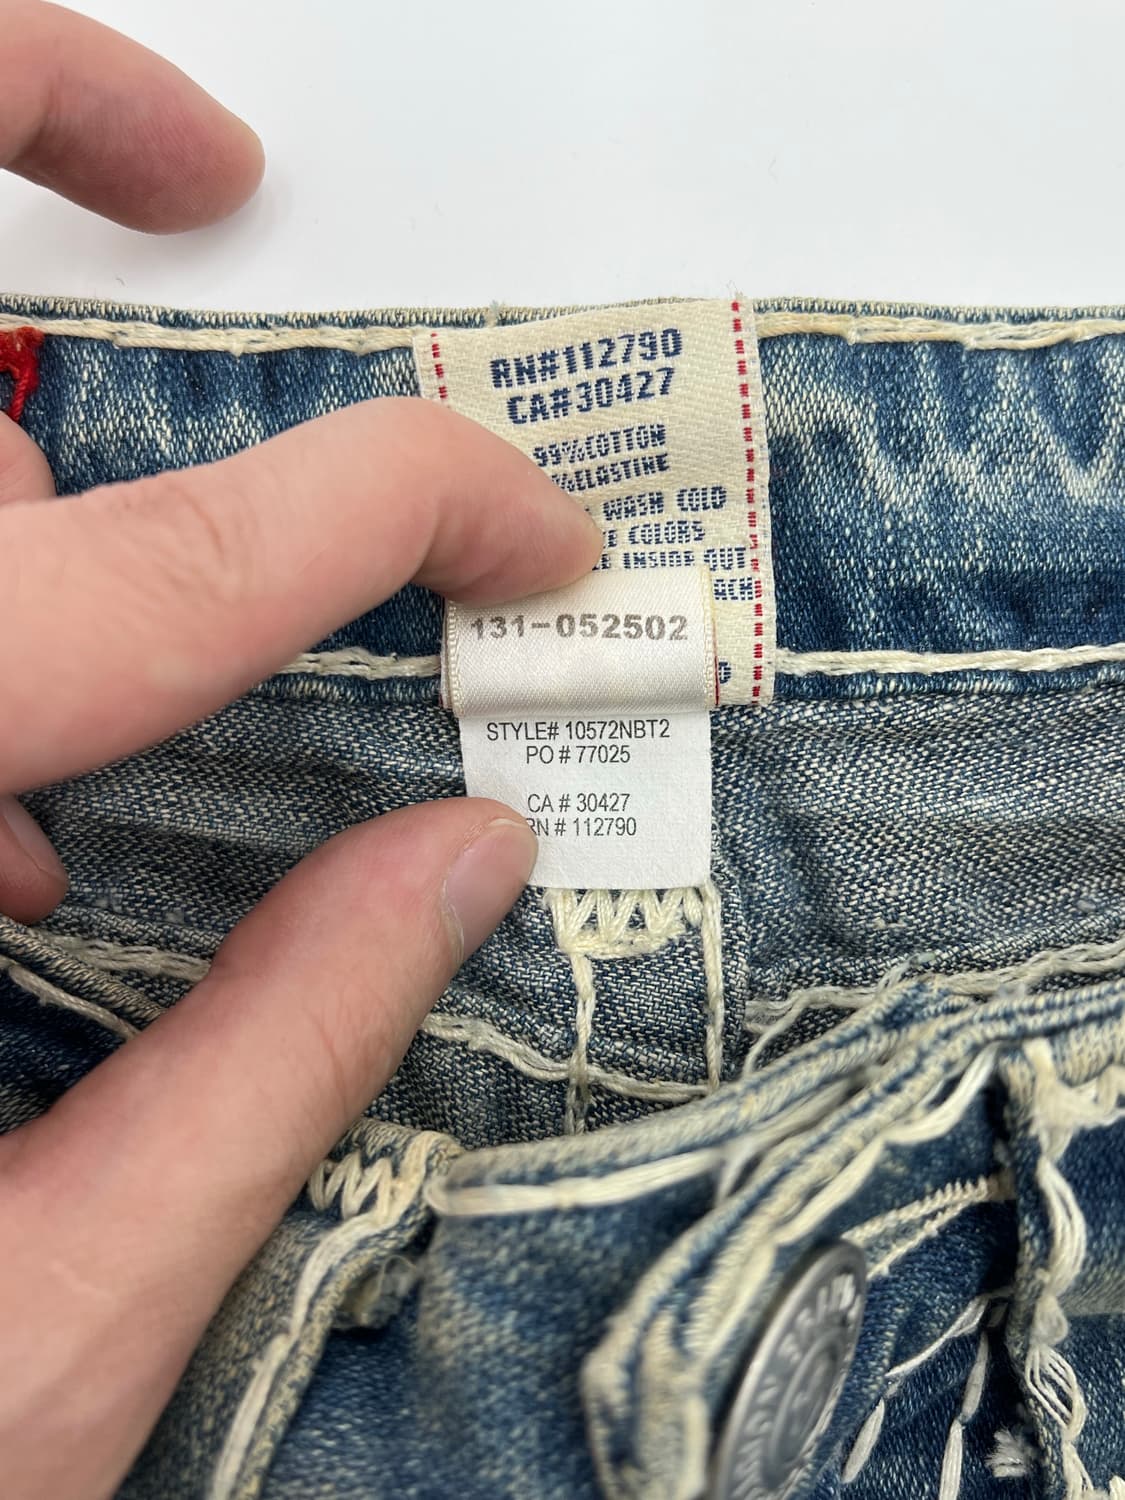 RN#112790
CA#30427
99%COTTON
%ELASTINE
WASH COLD
COLORS
INSIDE OUT
131-052502
STYLE# 10572NBT2
PO # 77025
CA # 30427
RN # 112790